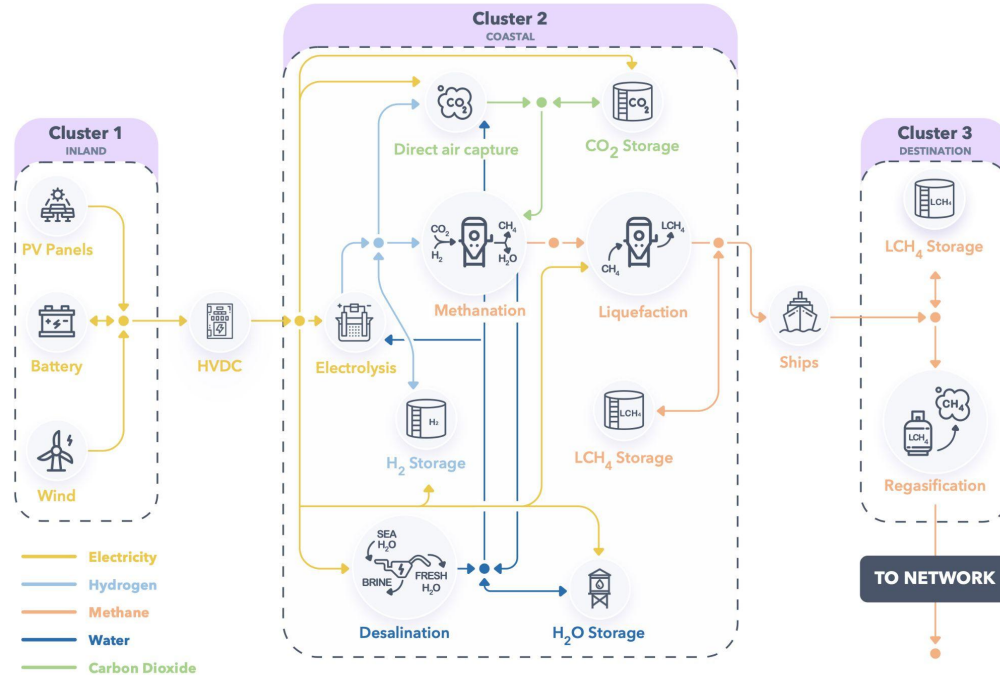 Cluster 2
COASTAL
Cluster 1
INLAND
Cluster 3
DESTINATION
CO₂
Direct air capture
CO₂
CO₂ Storage
PV Panels
LCH₄
LCH₄ Storage
CO₂
H₂
CH₄
H₂O
Methanation
CH₄
LCH₄
Liquefaction
Battery
HVDC
Electrolysis
Ships
H₂
H₂ Storage
LCH₄
LCH₄ Storage
LCH₄
CH₄
Regasification
Wind
SEA
H₂O
BRINE
FRESH
H₂O
Desalination
H₂O Storage
TO NETWORK
Electricity
Hydrogen
Methane
Water
Carbon Dioxide